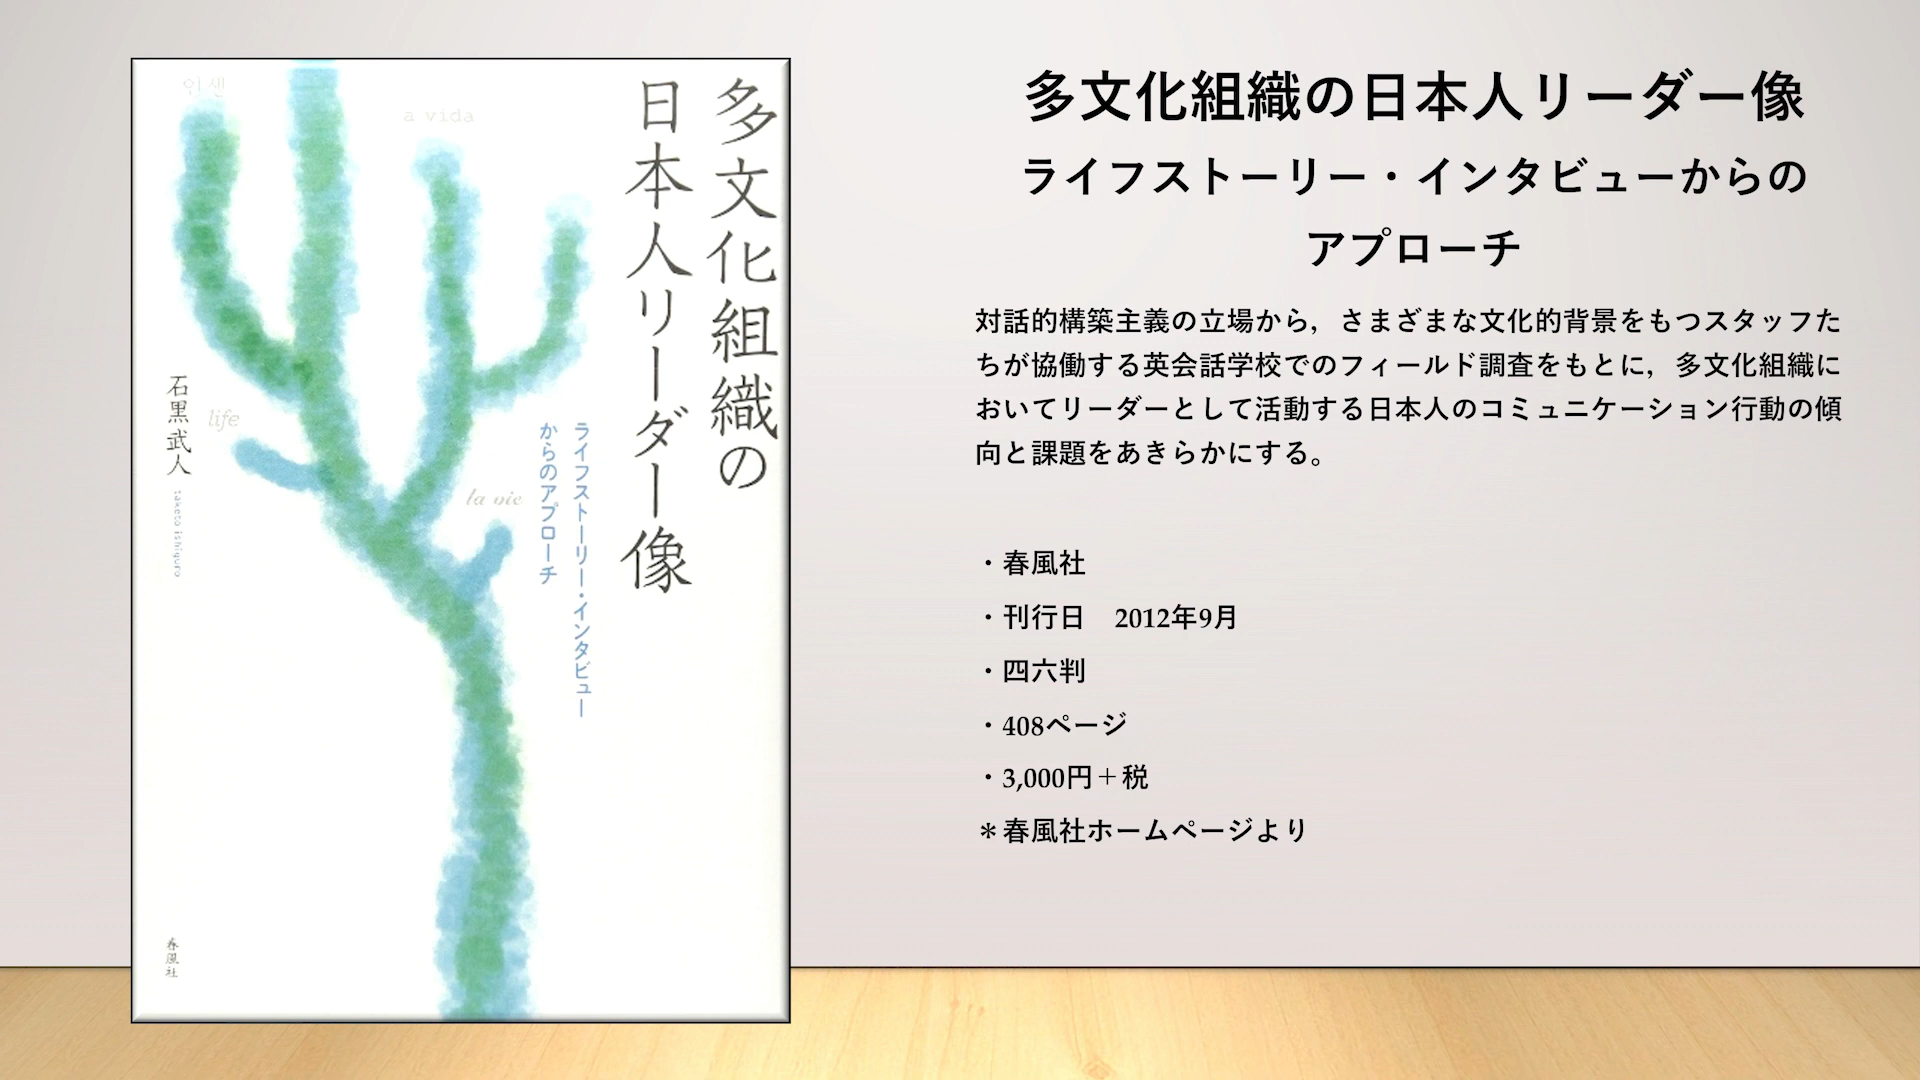 인생
a vida
多文化組織の
日本人リーダー像
ライフストーリー・インタビュー
からのアプローチ
石黒武人
taketo ishiguro
life
la vie
春風社
多文化組織の日本人リーダー像
ライフストーリー・インタビューからの
アプローチ
対話的構築主義の立場から，さまざまな文化的背景をもつスタッフた
ちが協働する英会話学校でのフィールド調査をもとに，多文化組織に
おいてリーダーとして活動する日本人のコミュニケーション行動の傾
向と課題をあきらかにする。
・春風社
・刊行日　2012年9月
・四六判
・408ページ
・3,000円＋税
＊春風社ホームページより